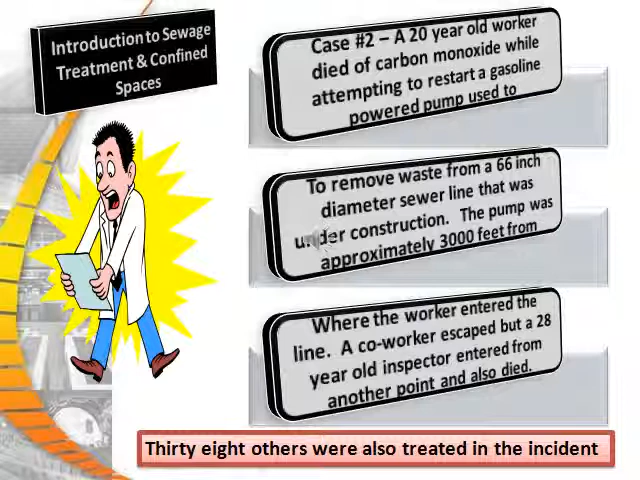 Introduction to Sewage
Treatment & Confined
Spaces
Case #2 – A 20 year old worker
died of carbon monoxide while
attempting to restart a gasoline
powered pump used to
To remove waste from a 66 inch
diameter sewer line that was
under construction.  The pump was
approximately 3000 feet from
Where the worker entered the
line.  A co-worker escaped but a 28
year old inspector entered from
another point and also died.
Thirty eight others were also treated in the incident